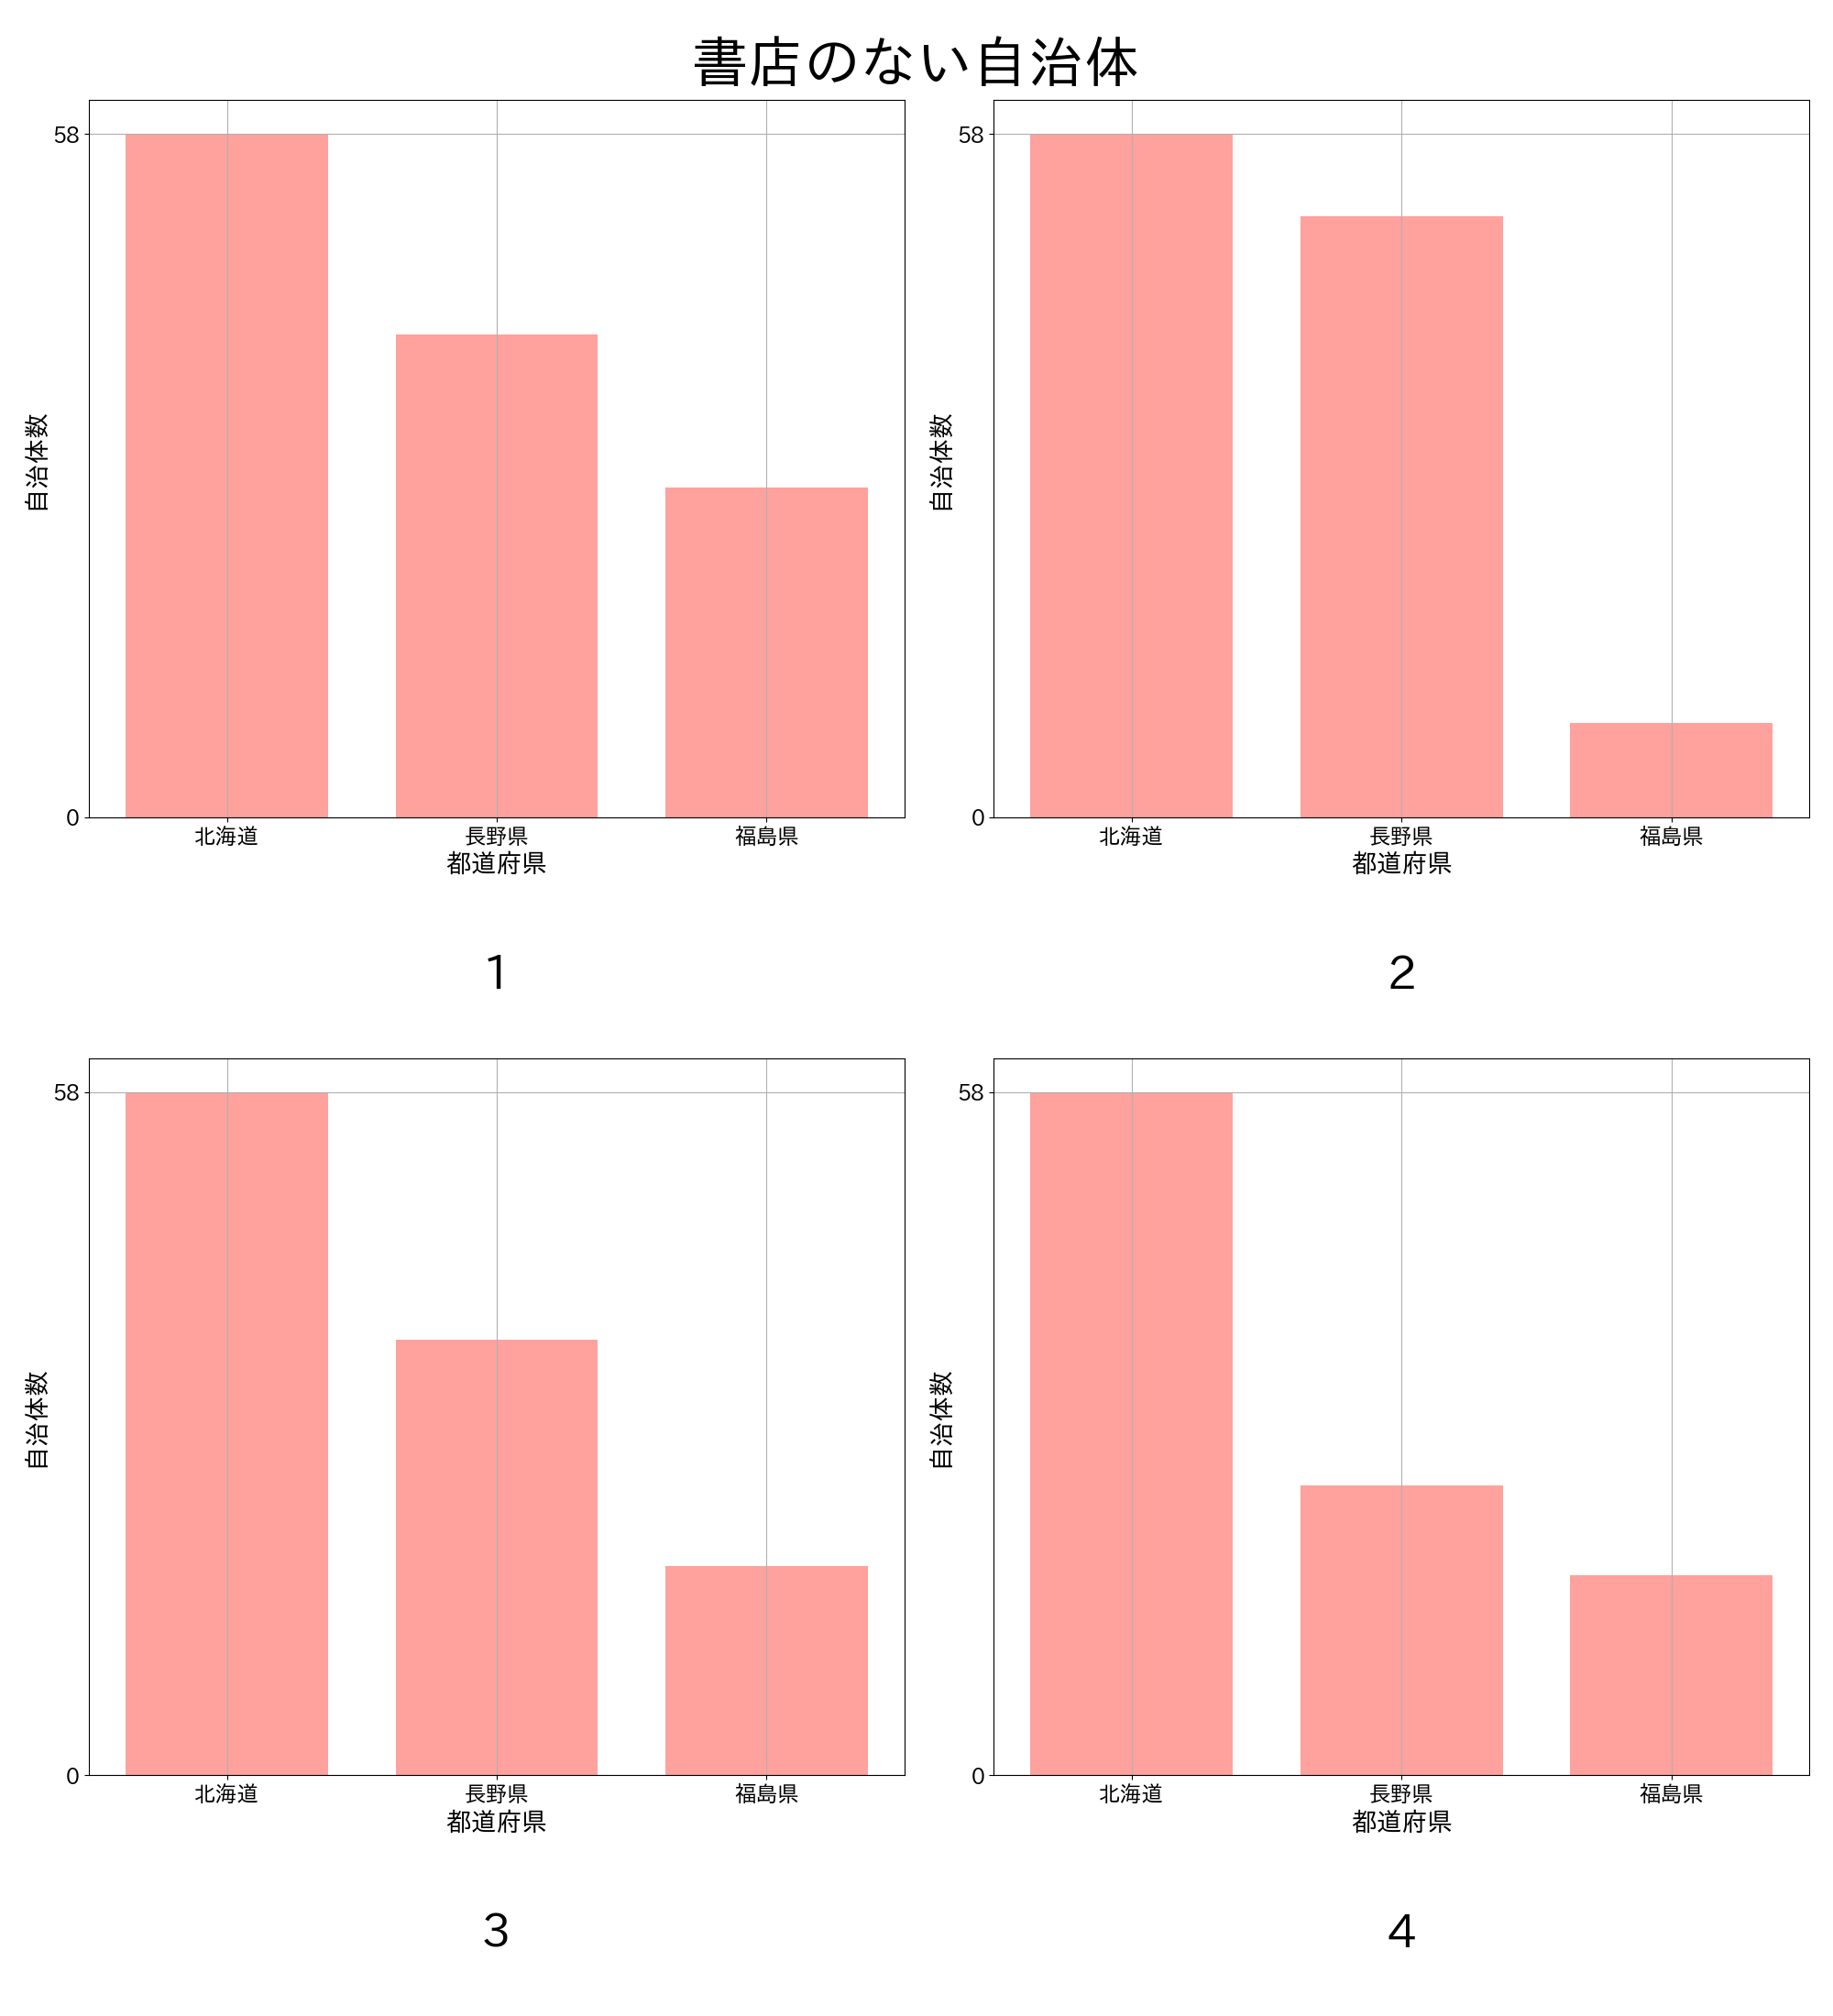 書店のない自治体
58
0
自治体数
北海道 長野県 福島県
都道府県
1
58
0
自治体数
北海道 長野県 福島県
都道府県
2
58
0
自治体数
北海道 長野県 福島県
都道府県
3
58
0
自治体数
北海道 長野県 福島県
都道府県
4